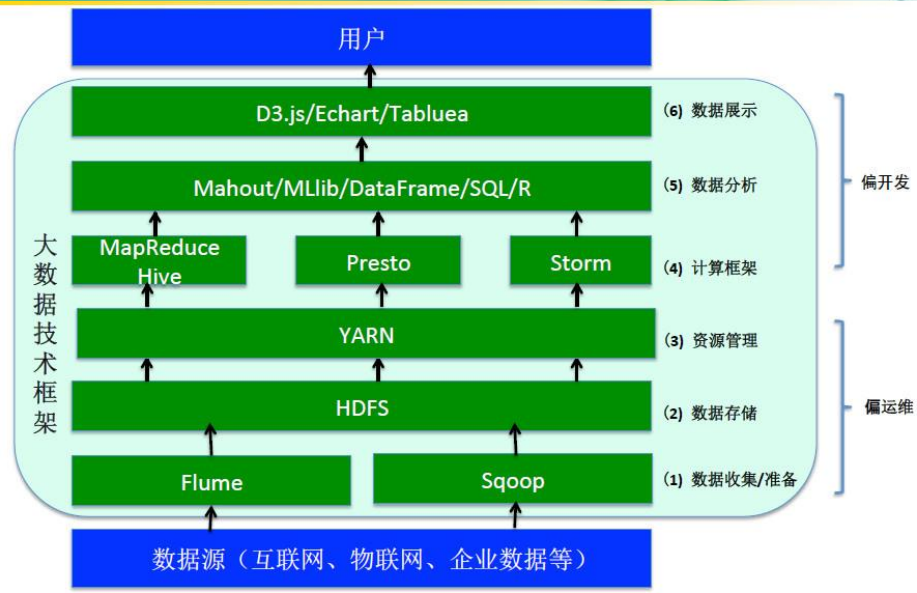 用户
D3.js/Echart/Tabluea
(6) 数据展示
Mahout/MLlib/DataFrame/SQL/R
(5) 数据分析
偏开发
MapReduce
Hive
Presto
Storm
(4) 计算框架
大数据技术框架
YARN
(3) 资源管理
HDFS
(2) 数据存储
偏运维
Flume
Sqoop
(1) 数据收集/准备
数据源（互联网、物联网、企业数据等）